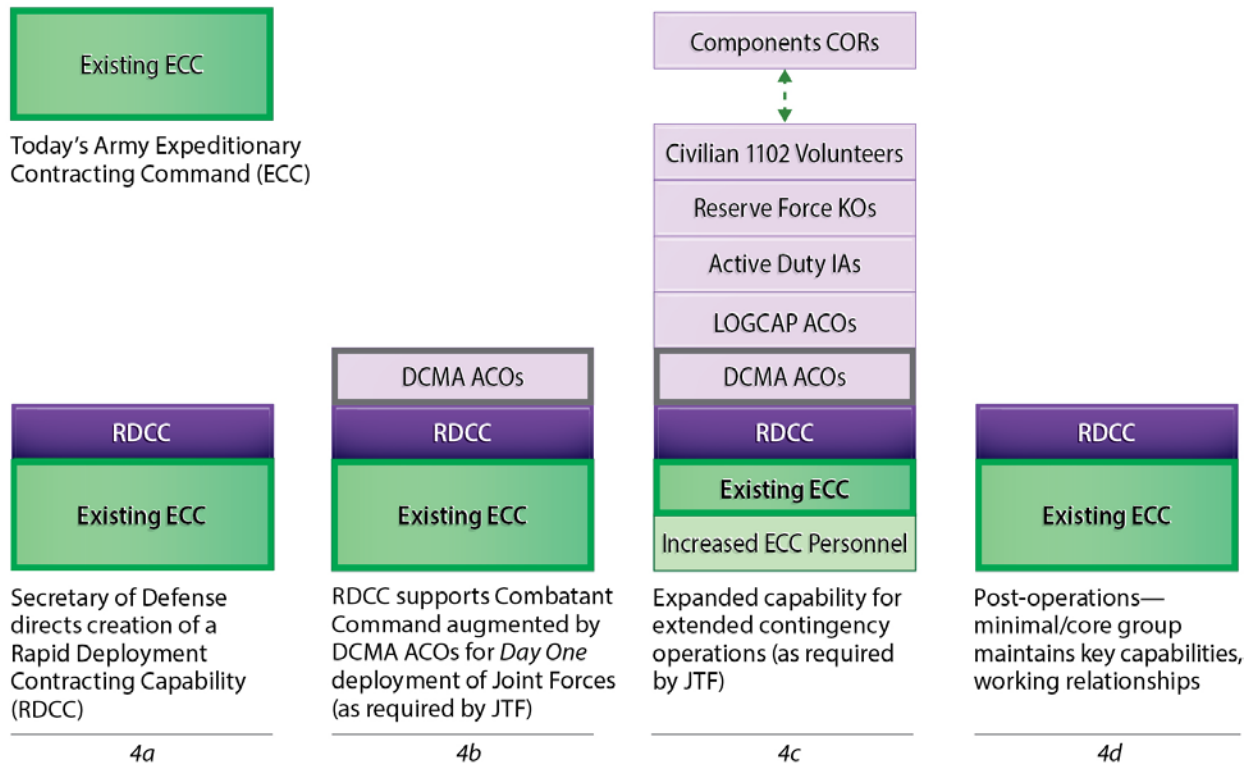 Existing ECC
Today's Army Expeditionary
Contracting Command (ECC)
RDCC
Existing ECC
Secretary of Defense
directs creation of a
Rapid Deployment
Contracting Capability
(RDCC)
4a
DCMA ACOs
RDCC
Existing ECC
RDCC supports Combatant
Command augmented by
DCMA ACOs for Day One
deployment of Joint Forces
(as required by JTF)
4b
Components CORs
Civilian 1102 Volunteers
Reserve Force KOs
Active Duty IAs
LOGCAP ACOs
DCMA ACOs
RDCC
Existing ECC
Increased ECC Personnel
Expanded capability for
extended contingency
operations (as required
by JTF)
4c
RDCC
Existing ECC
Post-operations—
minimal/core group
maintains key capabilities,
working relationships
4d